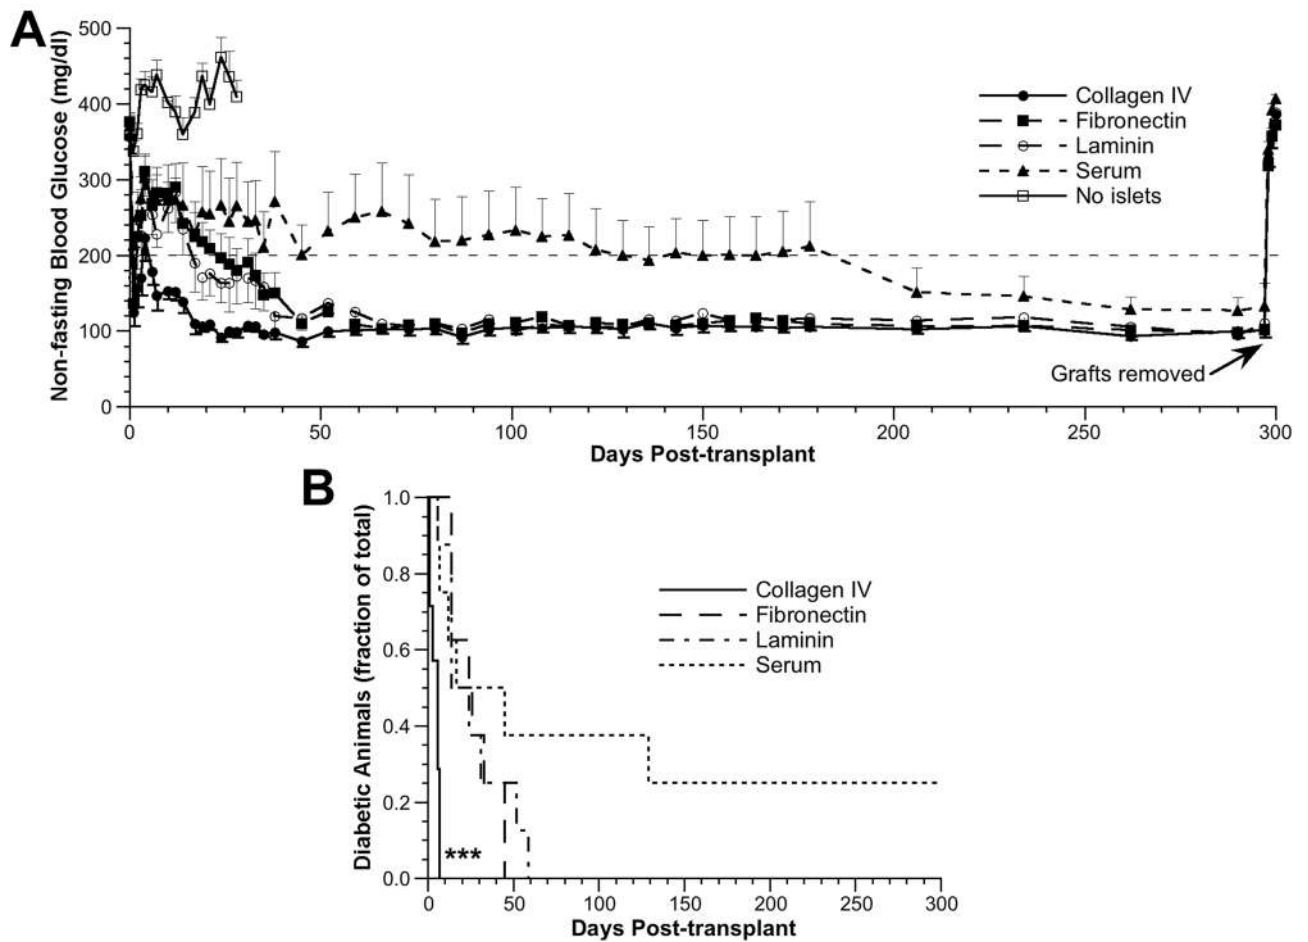 A
Non-fasting Blood Glucose (mg/dl)
500
400
300
200
100
0
Collagen IV
Fibronectin
Laminin
Serum
No islets
Grafts removed
0 50 100 150 200 250 300
Days Post-transplant
B
Diabetic Animals (fraction of total)
1.0
0.8
0.6
0.4
0.2
0.0
Collagen IV
Fibronectin
Laminin
Serum
***
0 50 100 150 200 250 300
Days Post-transplant